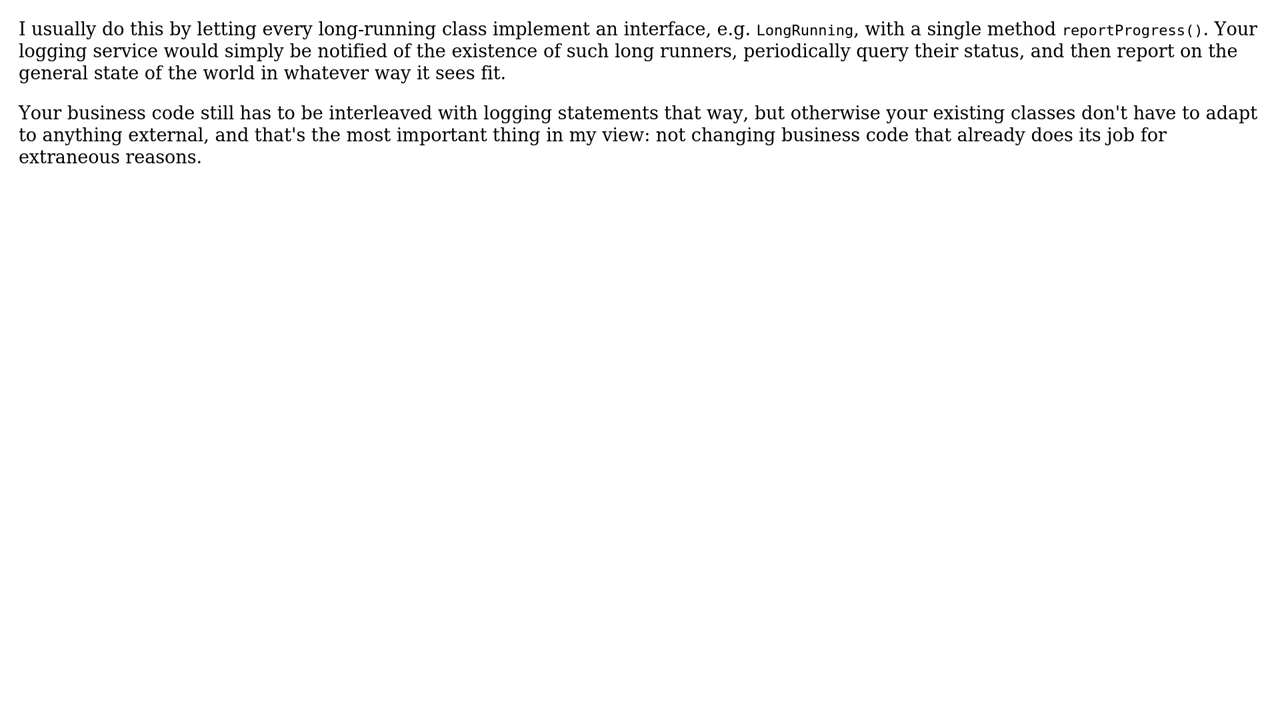 I usually do this by letting every long-running class implement an interface, e.g. LongRunning, with a single method reportProgress(). Your
logging service would simply be notified of the existence of such long runners, periodically query their status, and then report on the
general state of the world in whatever way it sees fit.
Your business code still has to be interleaved with logging statements that way, but otherwise your existing classes don't have to adapt
to anything external, and that's the most important thing in my view: not changing business code that already does its job for
extraneous reasons.